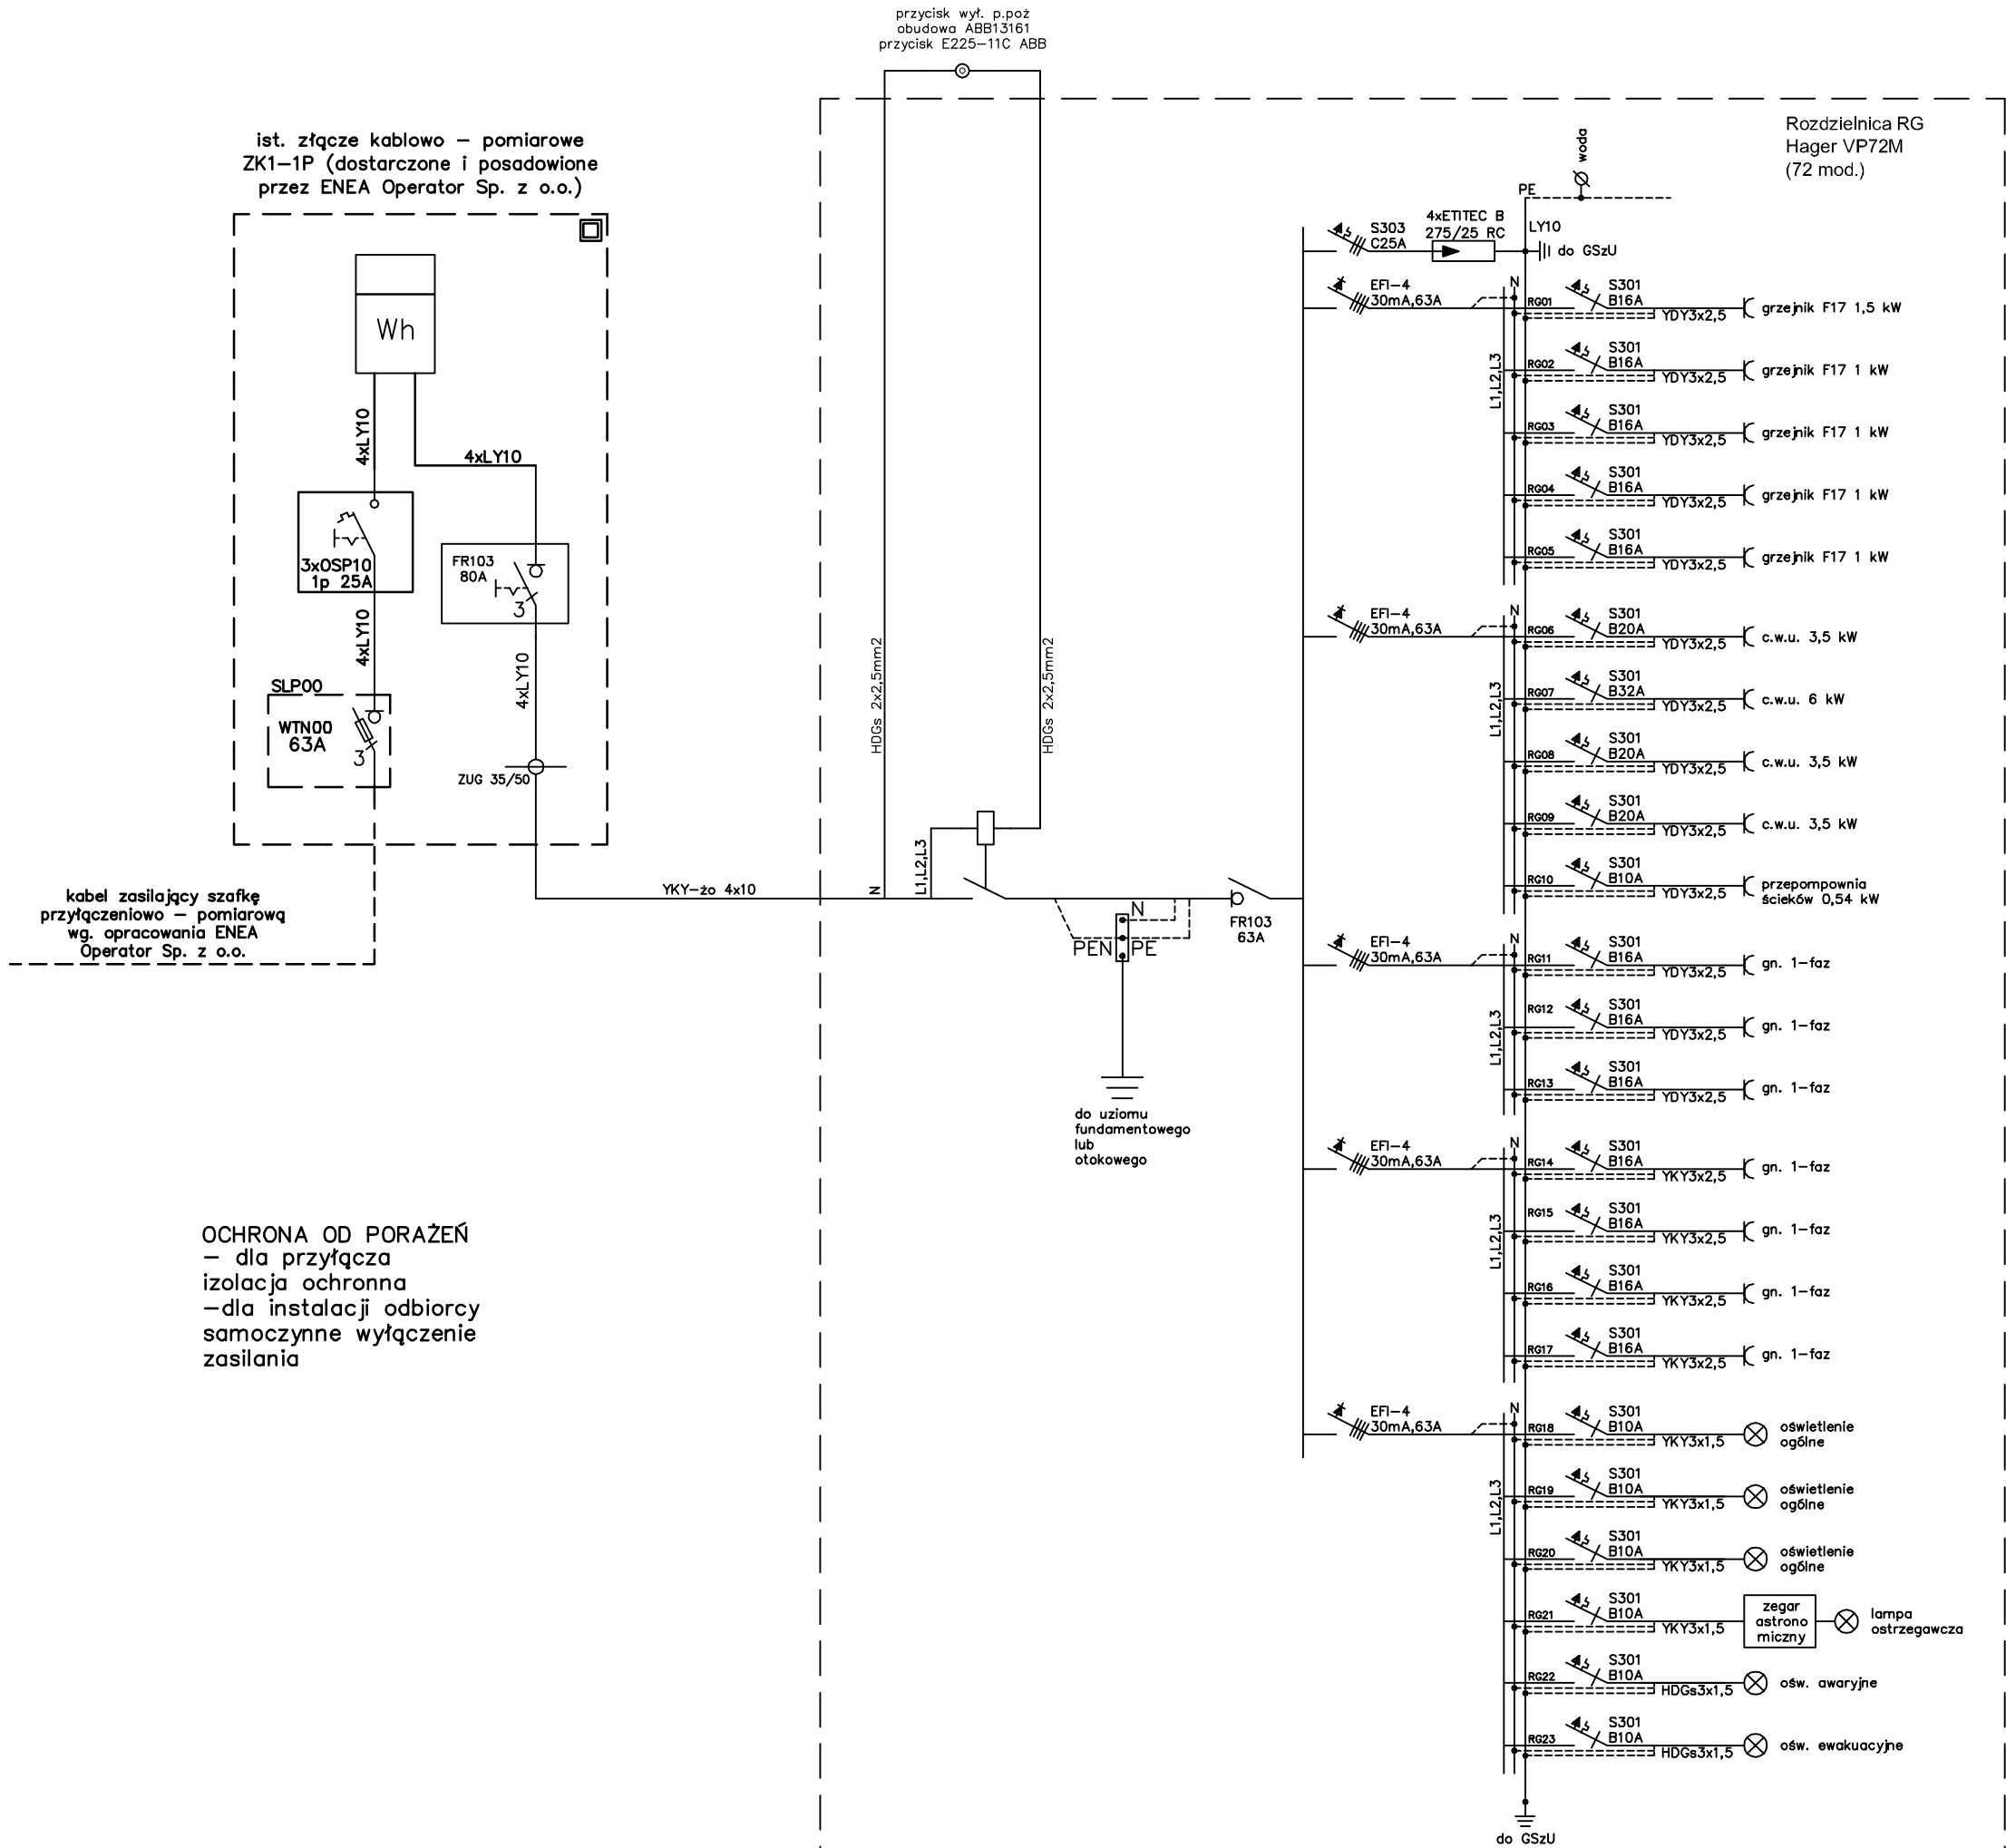 przycisk wył. p.poż
obudowa ABB13161
przycisk E225-11C ABB
ist. złącze kablowo - pomiarowe
ZK1-1P (dostarczone i posadowione
przez ENEA Operator Sp. z o.o.)
Wh
4xLY10
4xLY10
3xOSP10
1p 25A
FR103
80A
3
4xLY10
4xLY10
SLP00
WTN00
63A
3
ZUG 35/50
kabel zasilający szafkę
przyłączeniowo - pomiarową
wg. opracowania ENEA
Operator Sp. z o.o.
YKY-żo 4x10
HDGs 2x2,5mm2
HDGs 2x2,5mm2
N
L1,L2,L3
N
PEN
PE
FR103
63A
do uziomu
fundamentowego
lub
otokowego
OCHRONA OD PORAŻEŃ
- dla przyłącza
izolacja ochronna
-dla instalacji odbiorcy
samoczynne wyłączenie
zasilania
Rozdzielnica RG
Hager VP72M
(72 mod.)
woda
PE
S303
C25A
4xETITEC B
275/25 RC
LY10
do GSzU
EFI-4
30mA,63A
N
L1,L2,L3
RG01
S301
B16A
YDY3x2,5
grzejnik F17 1,5 kW
RG02
S301
B16A
YDY3x2,5
grzejnik F17 1 kW
RG03
S301
B16A
YDY3x2,5
grzejnik F17 1 kW
RG04
S301
B16A
YDY3x2,5
grzejnik F17 1 kW
RG05
S301
B16A
YDY3x2,5
grzejnik F17 1 kW
EFI-4
30mA,63A
N
L1,L2,L3
RG06
S301
B20A
YDY3x2,5
c.w.u. 3,5 kW
RG07
S301
B32A
YDY3x2,5
c.w.u. 6 kW
RG08
S301
B20A
YDY3x2,5
c.w.u. 3,5 kW
RG09
S301
B20A
YDY3x2,5
c.w.u. 3,5 kW
RG10
S301
B10A
YDY3x2,5
przepompownia
ścieków 0,54 kW
EFI-4
30mA,63A
N
L1,L2,L3
RG11
S301
B16A
YDY3x2,5
gn. 1-faz
RG12
S301
B16A
YDY3x2,5
gn. 1-faz
RG13
S301
B16A
YDY3x2,5
gn. 1-faz
EFI-4
30mA,63A
N
L1,L2,L3
RG14
S301
B16A
YKY3x2,5
gn. 1-faz
RG15
S301
B16A
YKY3x2,5
gn. 1-faz
RG16
S301
B16A
YKY3x2,5
gn. 1-faz
RG17
S301
B16A
YKY3x2,5
gn. 1-faz
EFI-4
30mA,63A
N
L1,L2,L3
RG18
S301
B10A
YKY3x1,5
oświetlenie
ogólne
RG19
S301
B10A
YKY3x1,5
oświetlenie
ogólne
RG20
S301
B10A
YKY3x1,5
oświetlenie
ogólne
RG21
S301
B10A
YKY3x1,5
zegar
astrono
miczny
lampa
ostrzegawcza
RG22
S301
B10A
HDGs3x1,5
ośw. awaryjne
RG23
S301
B10A
HDGs3x1,5
ośw. ewakuacyjne
do GSzU